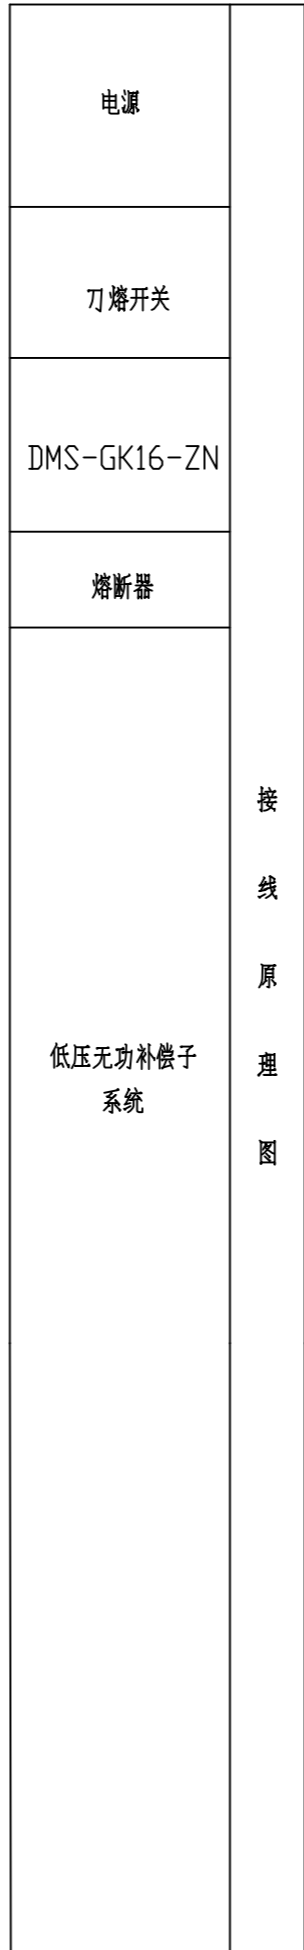 电源
刀熔开关
DMS-GK16-ZN
熔断器
低压无功补偿子
系统
接
线
原
理
图